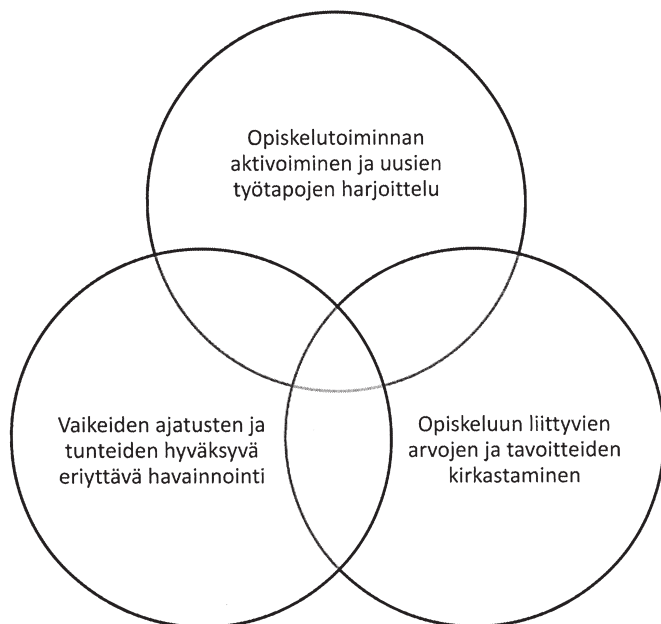 Opiskelutoiminnan
aktivoiminen ja uusien
työtapojen harjoittelu
Vaikeiden ajatusten ja
tunteiden hyväksyvä
eriyttävä havainnointi
Opiskeluun liittyvien
arvojen ja tavoitteiden
kirkastaminen